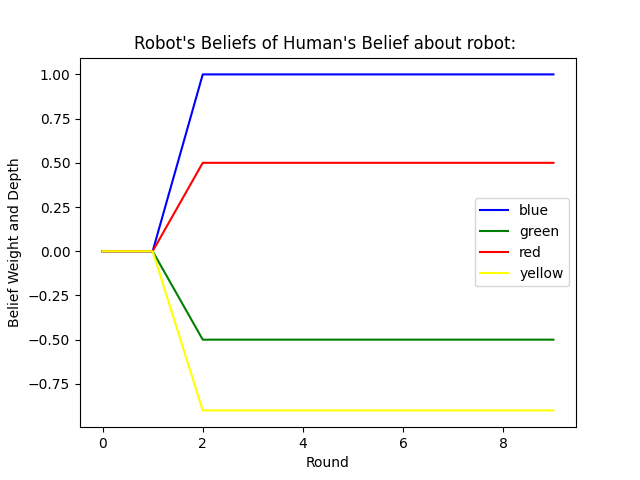 Robot's Beliefs of Human's Belief about robot:
1.00
0.75
0.50
0.25
0.00
−0.25
−0.50
−0.75
Belief Weight and Depth
blue
green
red
yellow
0 2 4 6 8
Round